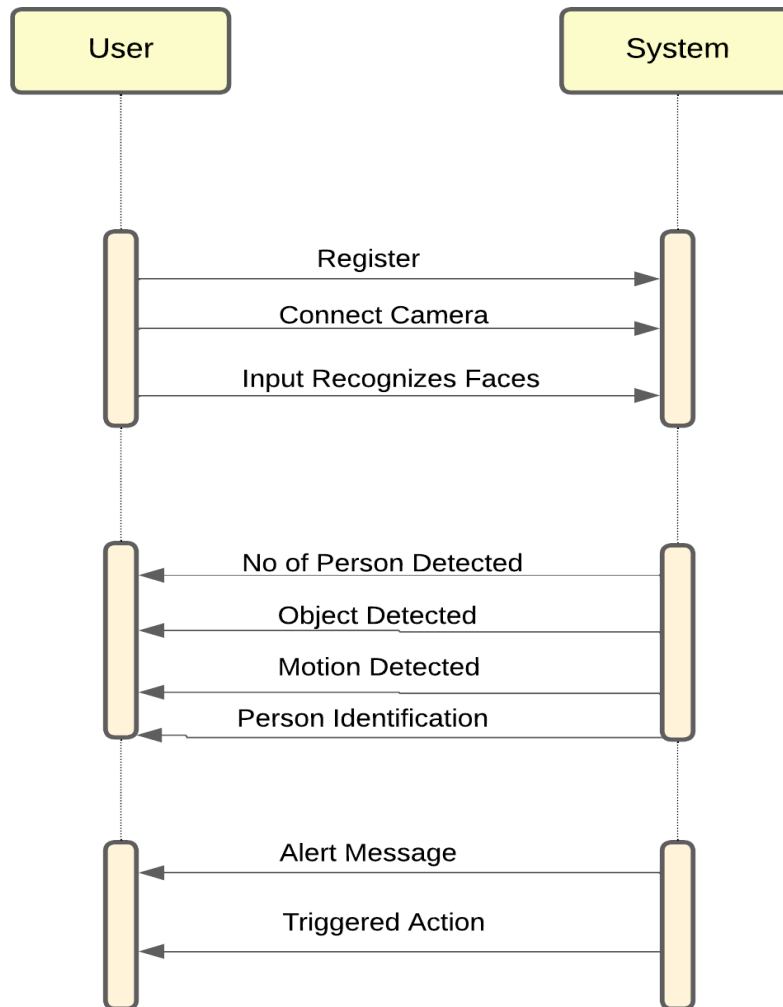 User
System
Register
Connect Camera
Input Recognizes Faces
No of Person Detected
Object Detected
Motion Detected
Person Identification
Alert Message
Triggered Action